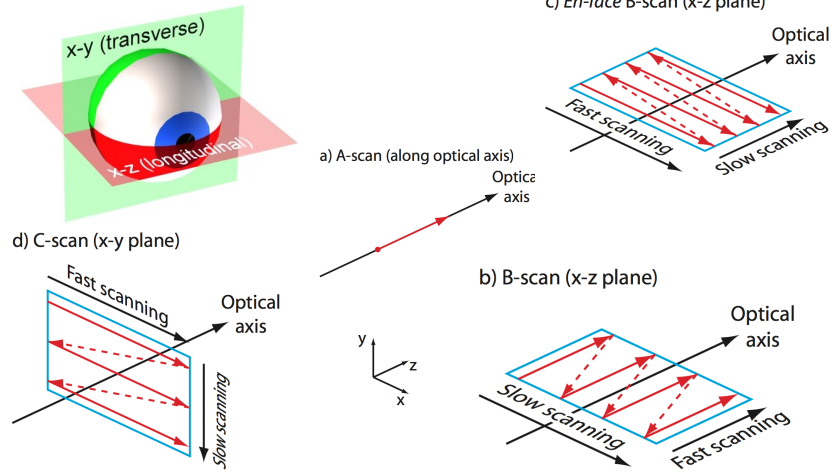 c) En-face B-scan (x-z plane)
x-y (transverse)
x-z (longitudinal)
Optical
axis
Fast scanning
Slow scanning
a) A-scan (along optical axis)
Optica
axis
d) C-scan (x-y plane)
Fast scanning
Optical
axis
Slow scanning
y
z
x
b) B-scan (x-z plane)
Optical
axis
Slow scanning
Fast scanning